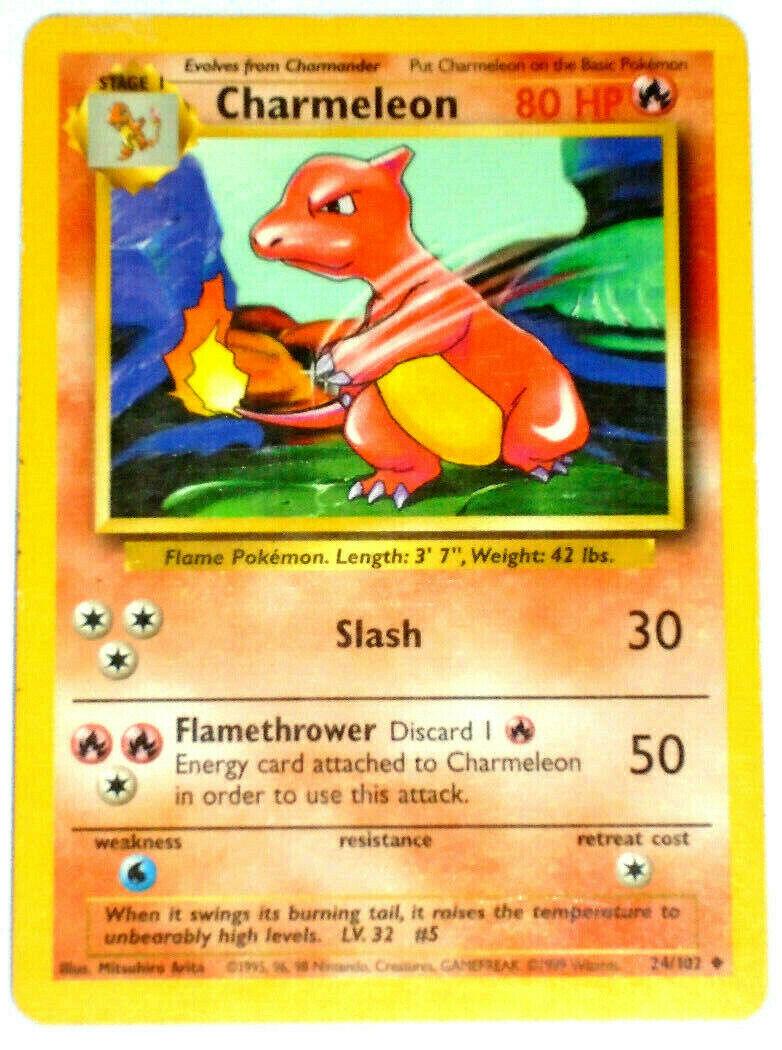 Evolves from Charmander Put Charmeleon on the Basic Pokémon
STAGE 1
Charmeleon 80 HP
Flame Pokémon. Length: 3' 7", Weight: 42 lbs.
Slash 30
Flamethrower Discard 1
Energy card attached to Charmeleon 50
in order to use this attack.
weakness resistance retreat cost
When it swings its burning tail, it raises the temperature to
unbearably high levels. LV. 32 #5
Illus. Mitsuhiro Arita ©1995, 96, 98 Nintendo, Creatures, GAMEFREAK. ©1999 Wizards. 24/102